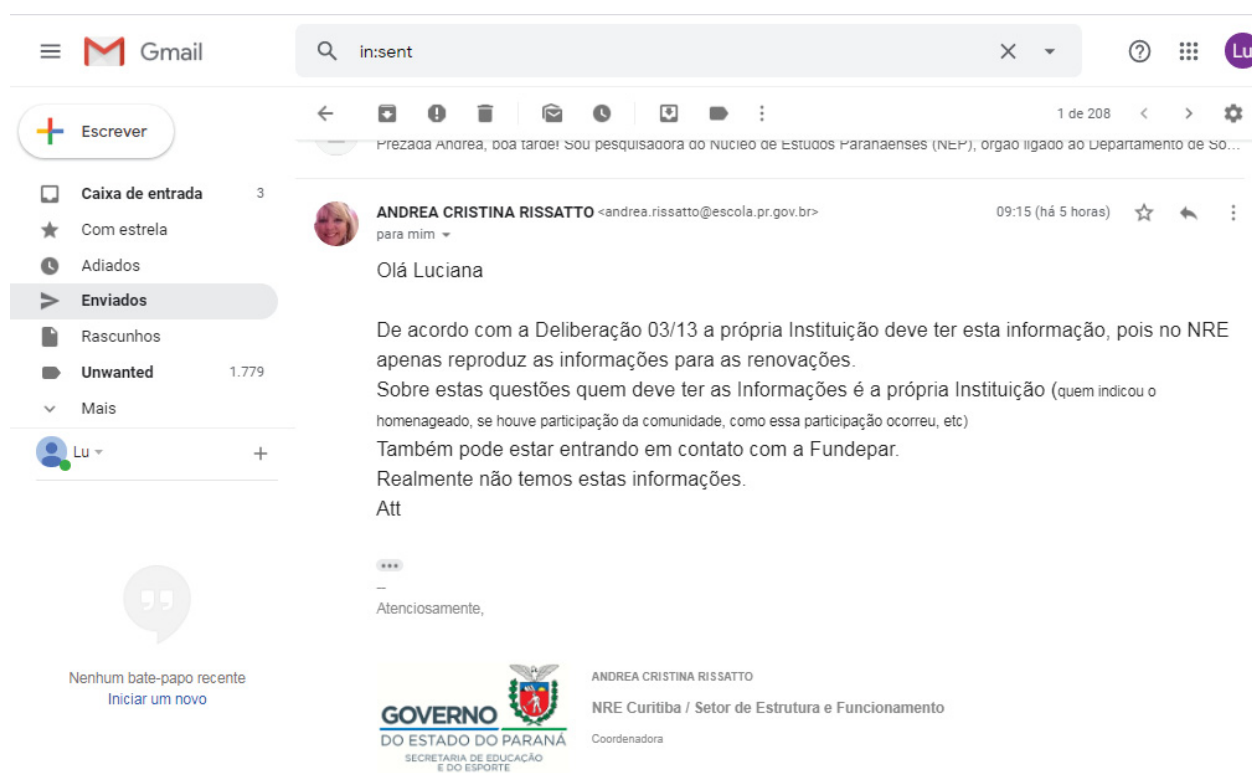 Gmail
in:sent
Lu
Escrever
1 de 208
Prezada Andrea, boa tarde! Sou pesquisadora do Núcleo de Estudos Paranaenses (NEP), órgão ligado ao Departamento de So...
Caixa de entrada 3
Com estrela
Adiados
Enviados
Rascunhos
Unwanted 1.779
Mais
Lu
Nenhum bate-papo recente
Iniciar um novo
ANDREA CRISTINA RISSATTO <andrea.rissatto@escola.pr.gov.br> 09:15 (há 5 horas)
para mim
Olá Luciana
De acordo com a Deliberação 03/13 a própria Instituição deve ter esta informação, pois no NRE
apenas reproduz as informações para as renovações.
Sobre estas questões quem deve ter as Informações é a própria Instituição (quem indicou o
homenageado, se houve participação da comunidade, como essa participação ocorreu, etc)
Também pode estar entrando em contato com a Fundepar.
Realmente não temos estas informações.
Att
--
Atenciosamente,
GOVERNO
DO ESTADO DO PARANÁ
SECRETARIA DE EDUCAÇÃO
E DO ESPORTE
ANDREA CRISTINA RISSATTO
NRE Curitiba / Setor de Estrutura e Funcionamento
Coordenadora